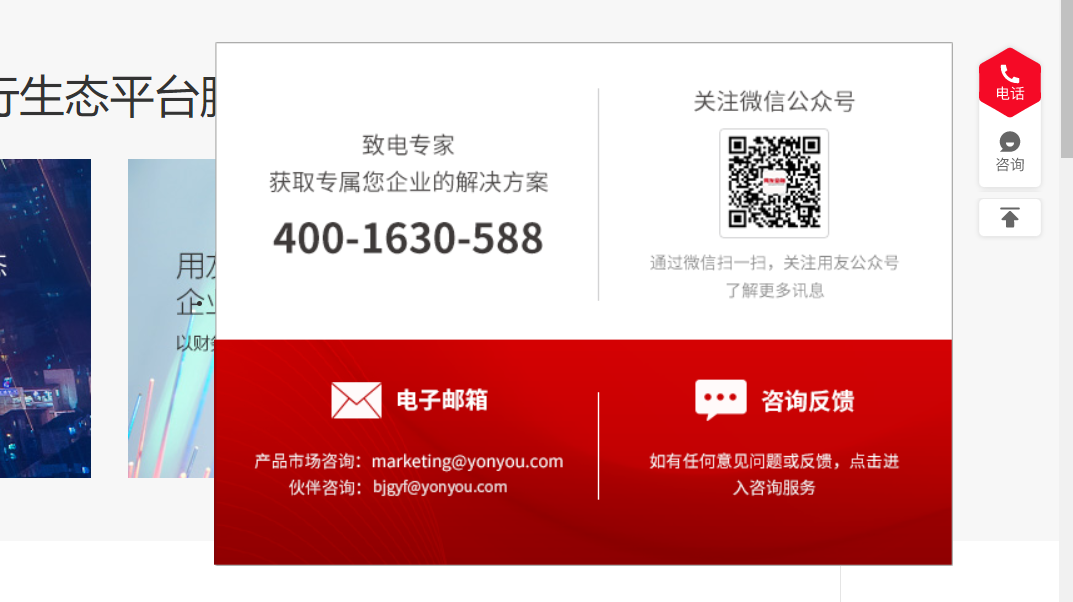 行生态平台服
态
用友
企业
以财务
致电专家
获取专属您企业的解决方案
400-1630-588
关注微信公众号
通过微信扫一扫，关注用友公众号
了解更多讯息
电子邮箱
产品市场咨询：marketing@yonyou.com
伙伴咨询：bjgyf@yonyou.com
咨询反馈
如有任何意见问题或反馈，点击进
入咨询服务
电话
咨询